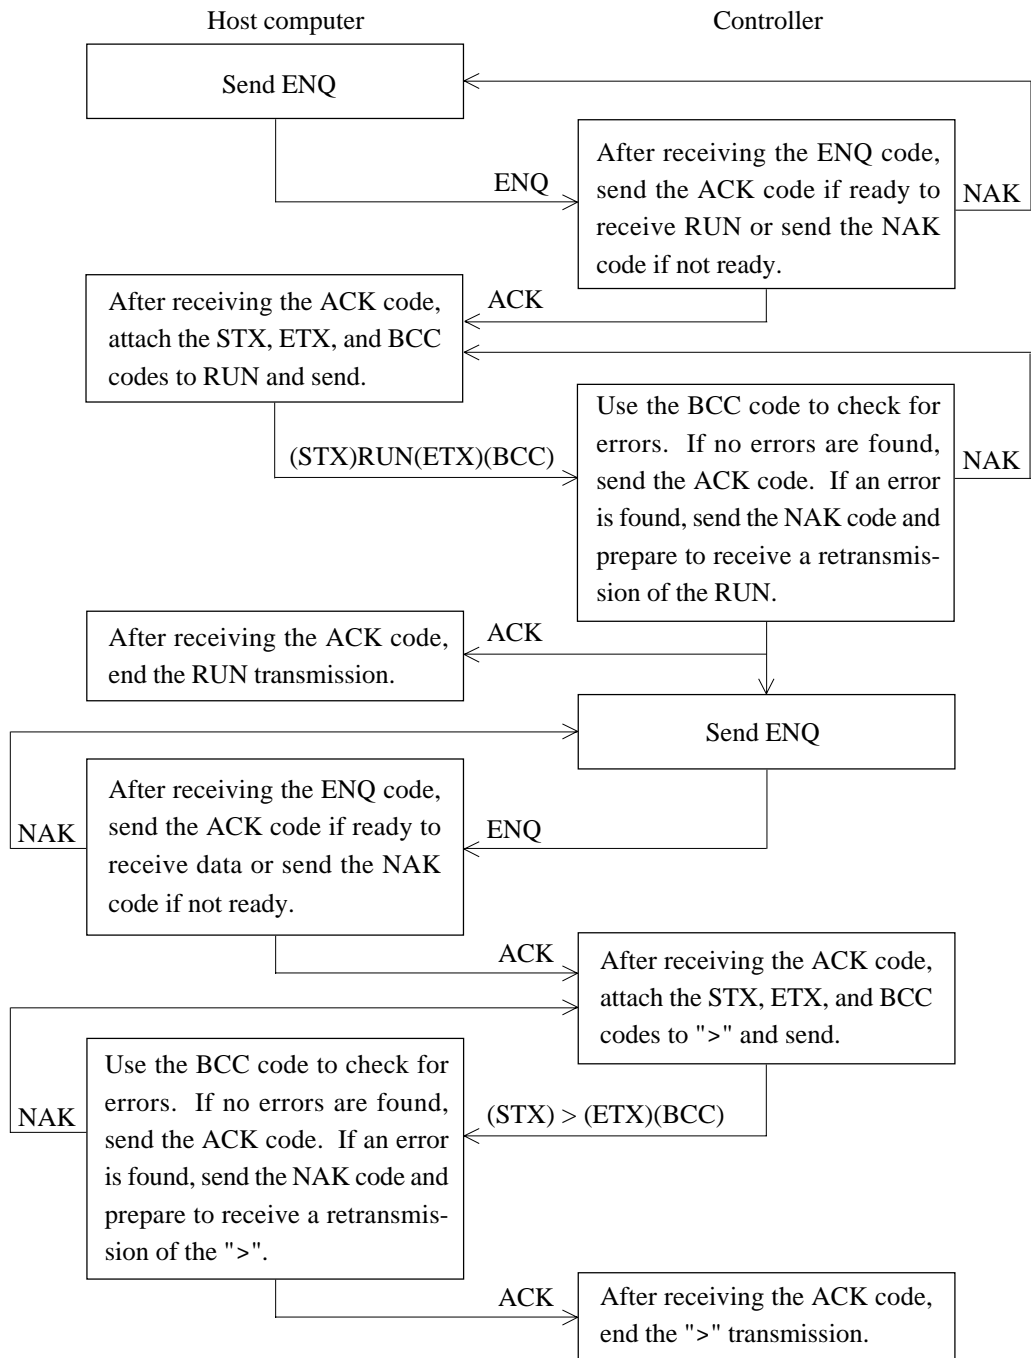 Host computer
Controller
Send ENQ
ENQ
After receiving the ENQ code,
send the ACK code if ready to
receive RUN or send the NAK
code if not ready.
NAK
ACK
After receiving the ACK code,
attach the STX, ETX, and BCC
codes to RUN and send.
(STX)RUN(ETX)(BCC)
Use the BCC code to check for
errors. If no errors are found,
send the ACK code. If an error
is found, send the NAK code and
prepare to receive a retransmis-
sion of the RUN.
NAK
ACK
After receiving the ACK code,
end the RUN transmission.
Send ENQ
ENQ
After receiving the ENQ code,
send the ACK code if ready to
receive data or send the NAK
code if not ready.
NAK
ACK
After receiving the ACK code,
attach the STX, ETX, and BCC
codes to ">" and send.
(STX) > (ETX)(BCC)
Use the BCC code to check for
errors. If no errors are found,
send the ACK code. If an error
is found, send the NAK code and
prepare to receive a retransmis-
sion of the ">".
NAK
ACK
After receiving the ACK code,
end the ">" transmission.